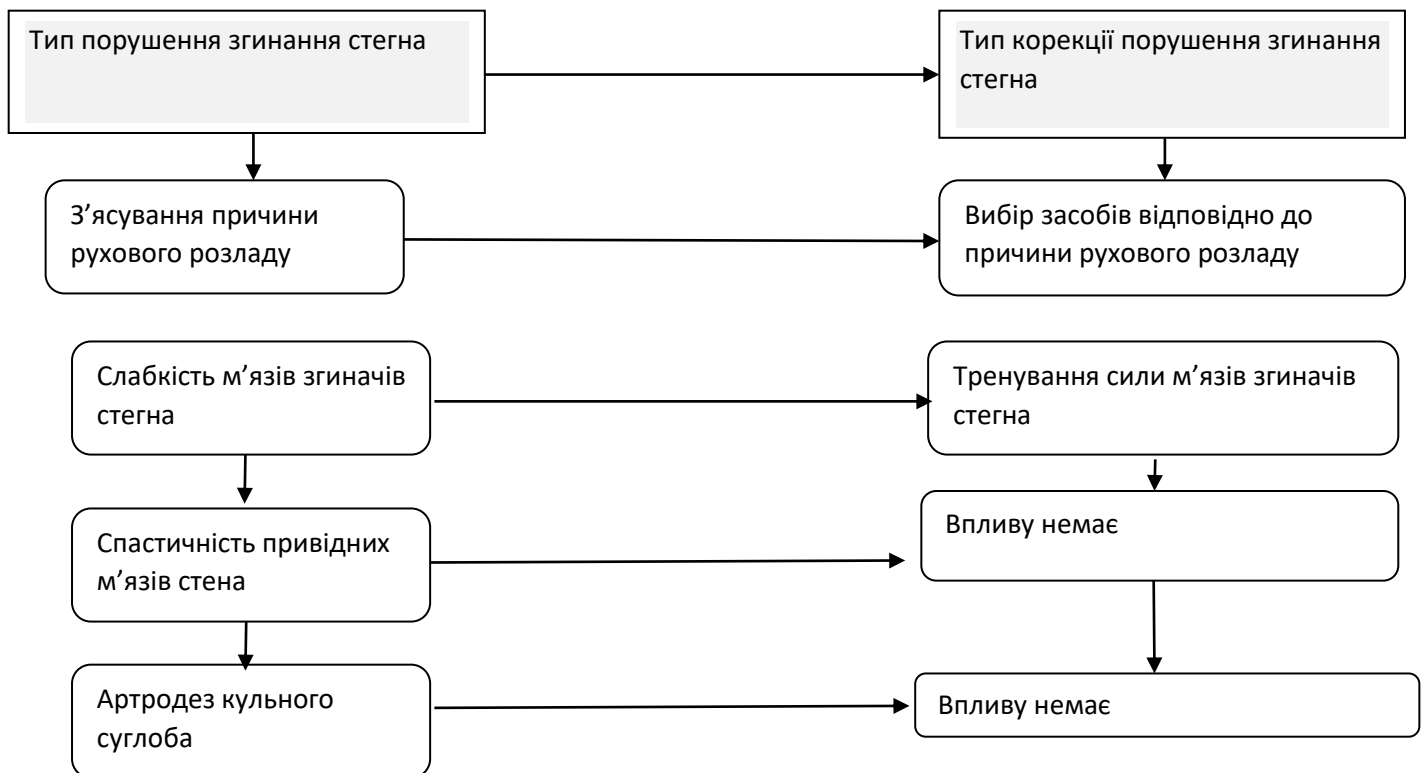 Тип порушення згинання стегна
Тип корекції порушення згинання
стегна
З’ясування причини
рухового розладу
Вибір засобів відповідно до
причини рухового розладу
Слабкість м’язів згиначів
стегна
Тренування сили м’язів згиначів
стегна
Спастичність привідних
м’язів стена
Впливу немає
Артродез кульного
суглоба
Впливу немає